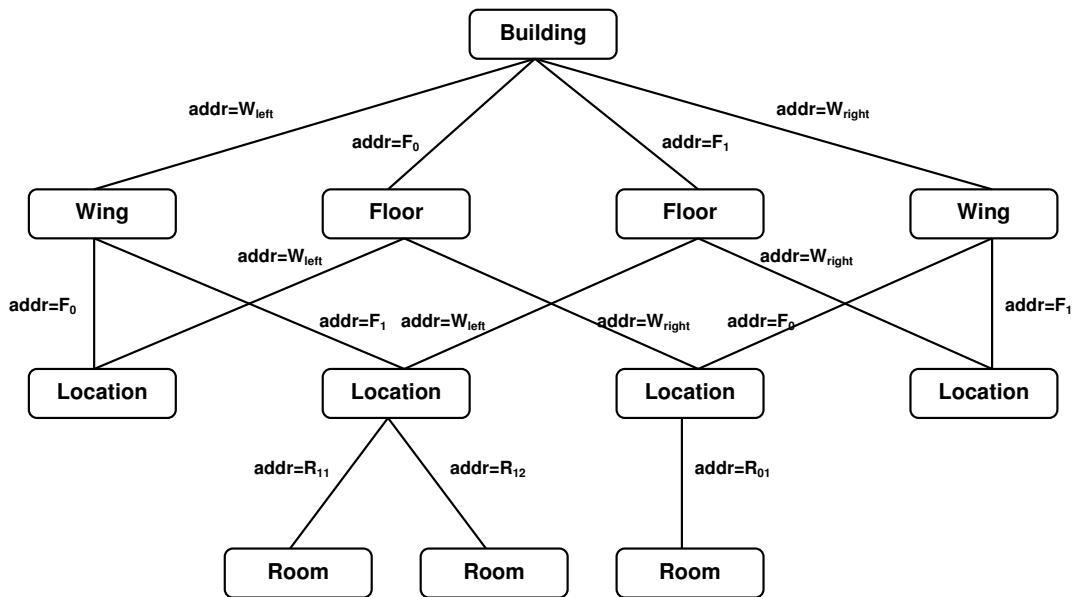 Building
addr=W_left
addr=W_right
addr=F_0
addr=F_1
Wing
Floor
Floor
Wing
addr=W_left
addr=W_right
addr=F_0
addr=F_1
addr=F_1
addr=W_left
addr=W_right
addr=F_0
Location
Location
Location
Location
addr=R_11
addr=R_12
addr=R_01
Room
Room
Room